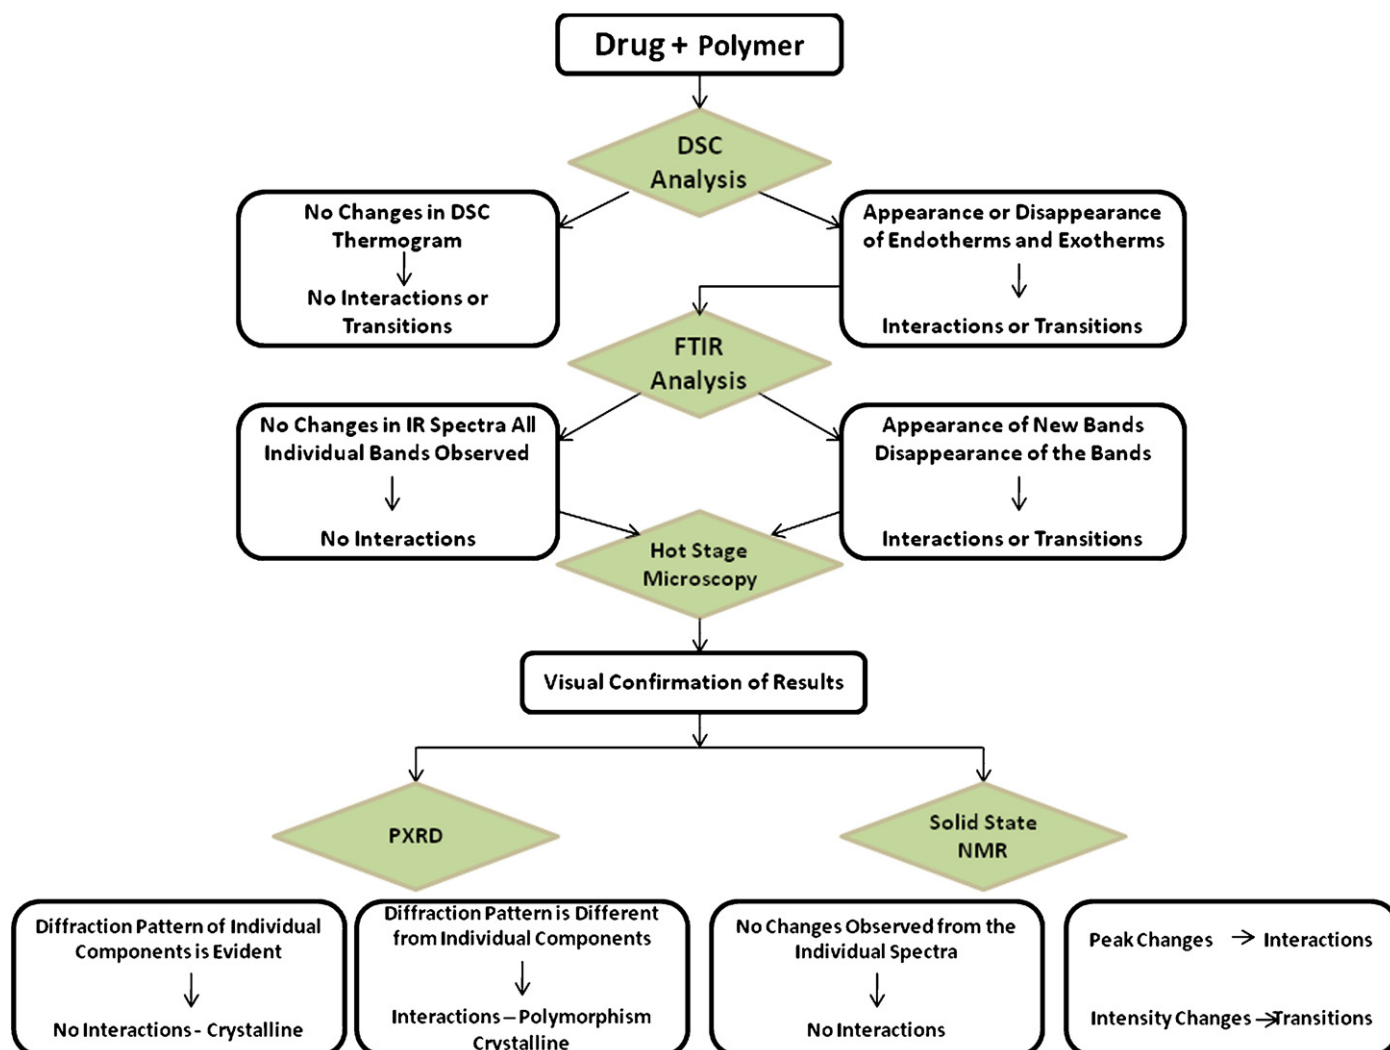 Drug + Polymer
DSC
Analysis
No Changes in DSC
Thermogram
No Interactions or
Transitions
Appearance or Disappearance
of Endotherms and Exotherms
Interactions or Transitions
FTIR
Analysis
No Changes in IR Spectra All
Individual Bands Observed
No Interactions
Appearance of New Bands
Disappearance of the Bands
Interactions or Transitions
Hot Stage
Microscopy
Visual Confirmation of Results
PXRD
Solid State
NMR
Diffraction Pattern of Individual
Components is Evident
No Interactions - Crystalline
Diffraction Pattern is Different
from Individual Components
Interactions – Polymorphism
Crystalline
No Changes Observed from the
Individual Spectra
No Interactions
Peak Changes → Interactions
Intensity Changes → Transitions